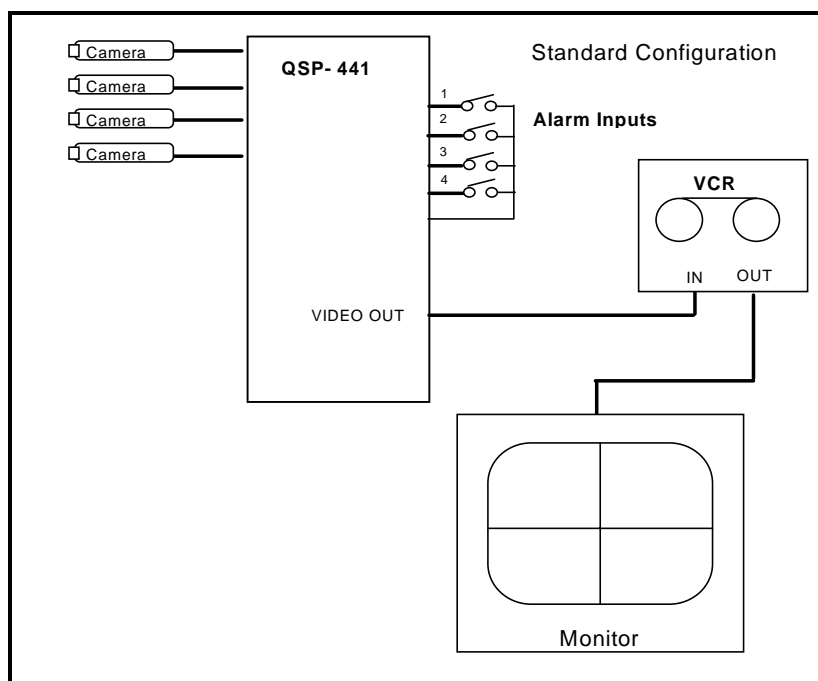 Standard Configuration
Camera
Camera
Camera
Camera
QSP- 441
1
2
3
4
Alarm Inputs
VCR
IN OUT
VIDEO OUT
Monitor